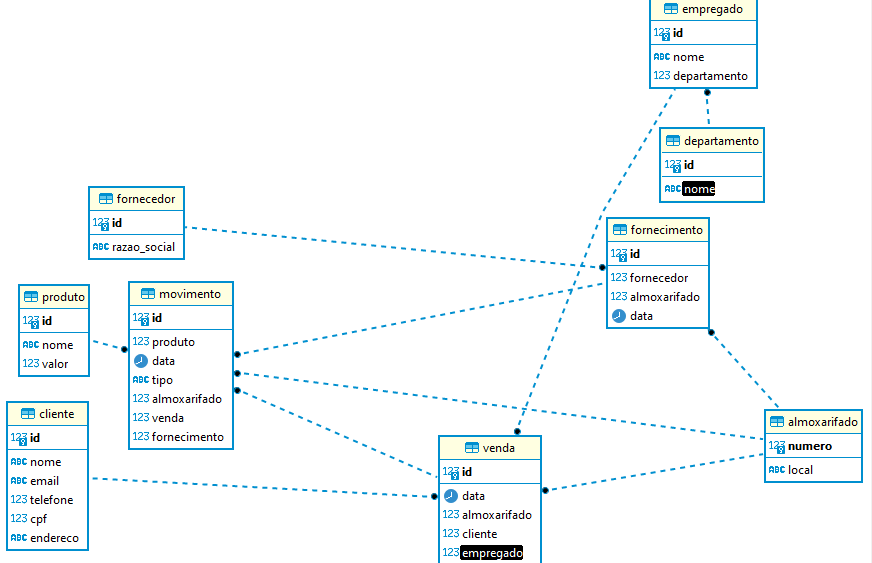 empregado
123 id
ABC nome
123 departamento
departamento
123 id
ABC nome
fornecedor
123 id
ABC razao_social
fornecimento
123 id
123 fornecedor
123 almoxarifado
data
produto
123 id
ABC nome
123 valor
movimento
123 id
123 produto
data
ABC tipo
123 almoxarifado
123 venda
123 fornecimento
cliente
123 id
ABC nome
ABC email
123 telefone
123 cpf
ABC endereco
venda
123 id
data
123 almoxarifado
123 cliente
123 empregado
almoxarifado
123 numero
ABC local